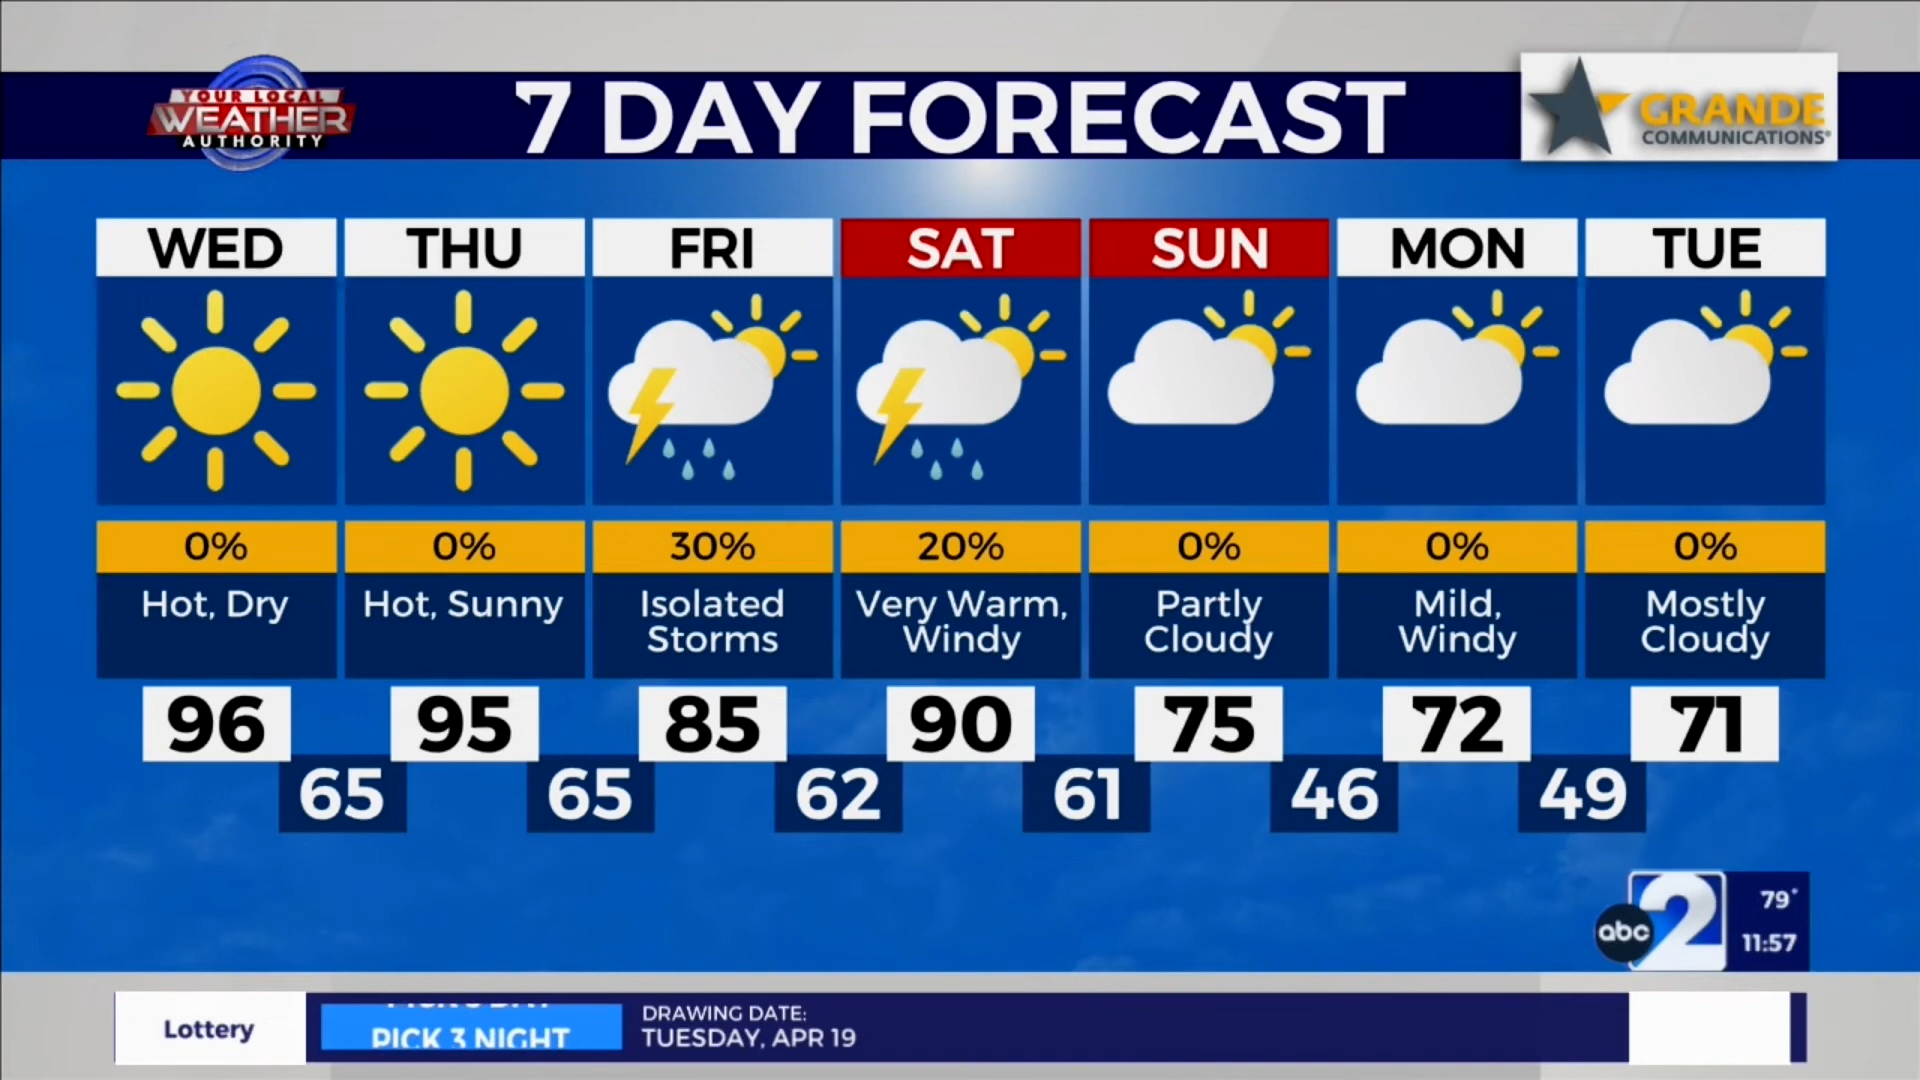 YOUR LOCAL
WEATHER
AUTHORITY
7 DAY FORECAST
GRANDE
COMMUNICATIONS®
WED
THU
FRI
SAT
SUN
MON
TUE
0%
0%
30%
20%
0%
0%
0%
Hot, Dry
Hot, Sunny
Isolated
Storms
Very Warm,
Windy
Partly
Cloudy
Mild,
Windy
Mostly
Cloudy
96
95
85
90
75
72
71
65
65
62
61
46
49
abc
2
79°
11:57
Lottery
PICK 3 NIGHT
DRAWING DATE:
TUESDAY, APR 19